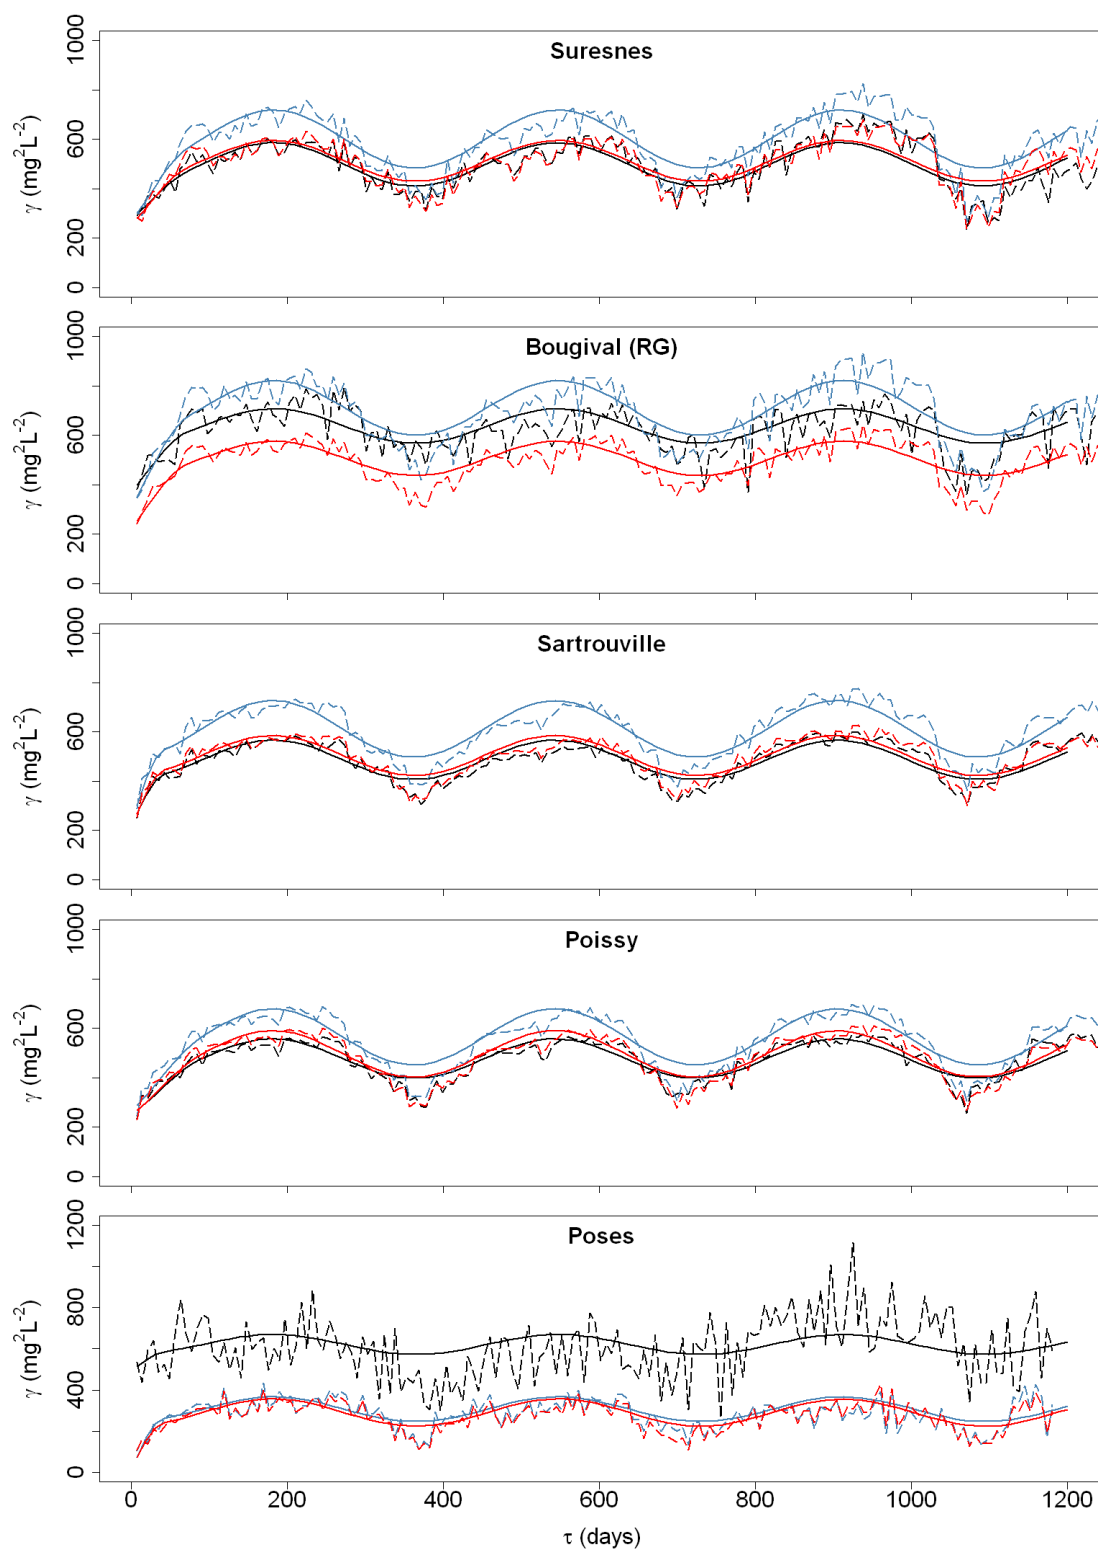 Suresnes
γ (mg²L⁻²)
0
200
600
1000
Bougival (RG)
γ (mg²L⁻²)
0
200
600
1000
Sartrouville
γ (mg²L⁻²)
0
200
600
1000
Poissy
γ (mg²L⁻²)
0
200
600
1000
Poses
γ (mg²L⁻²)
0
400
800
1200
0 200 400 600 800 1000 1200
τ (days)